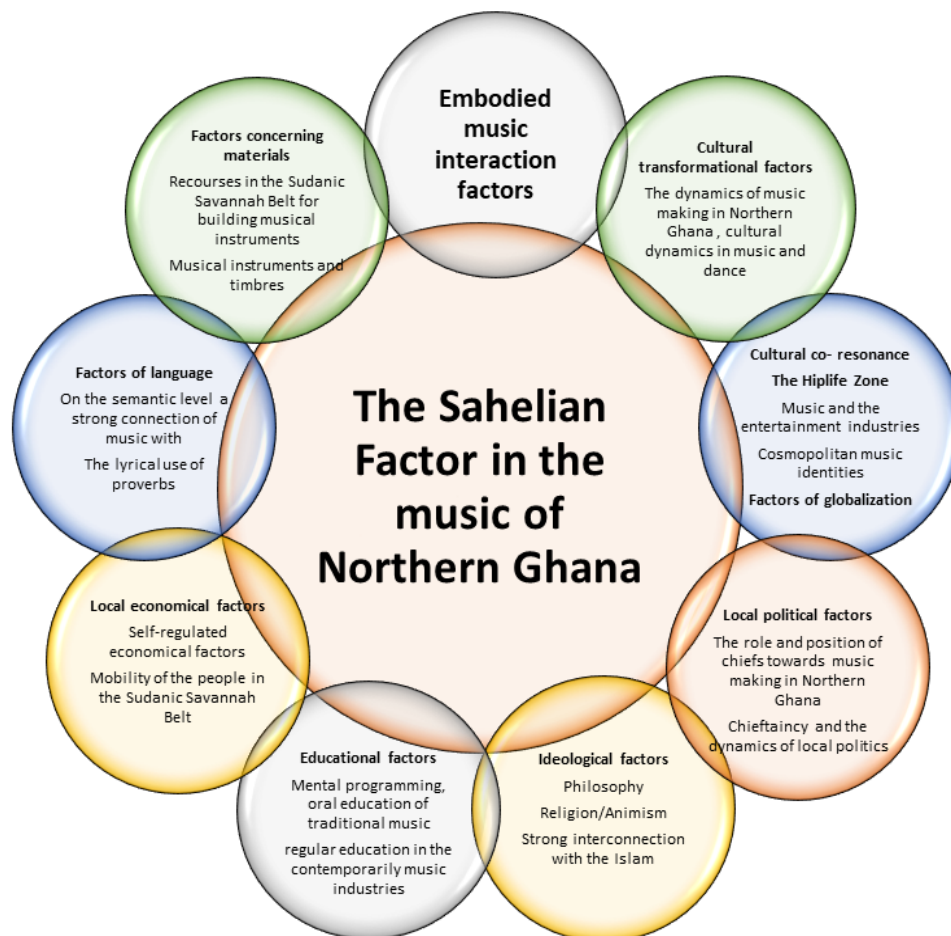 Embodied
music
interaction
factors
Cultural
transformational factors
The dynamics of music
making in Northern
Ghana , cultural
dynamics in music and
dance
Cultural co- resonance
The Hiplife Zone
Music and the
entertainment industries
Cosmopolitan music
identities
Factors of globalization
Local political factors
The role and position of
chiefs towards music
making in Northern
Ghana
Chieftaincy and the
dynamics of local politics
Ideological factors
Philosophy
Religion/Animism
Strong interconnection
with the Islam
Educational factors
Mental programming,
oral education of
traditional music
regular education in the
contemporarily music
industries
Local economical factors
Self-regulated
economical factors
Mobility of the people in
the Sudanic Savannah
Belt
Factors of language
On the semantic level a
strong connection of
music with
The lyrical use of
proverbs
Factors concerning
materials
Recourses in the Sudanic
Savannah Belt for
building musical
instruments
Musical instruments and
timbres
The Sahelian
Factor in the
music of
Northern Ghana